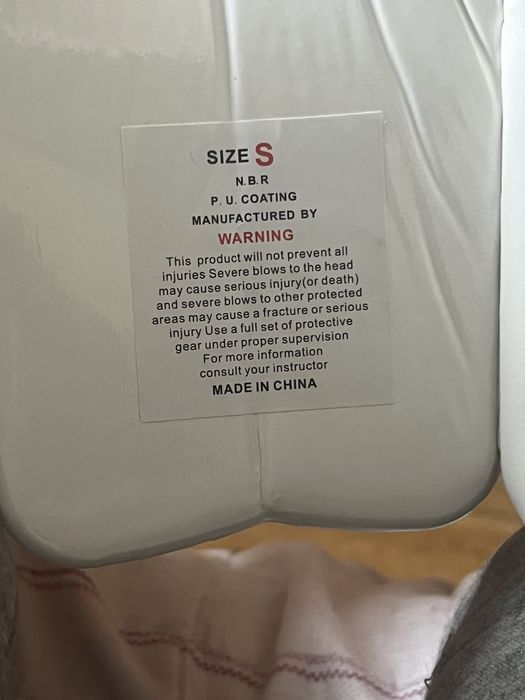 SIZE S
N.B.R
P. U. COATING
MANUFACTURED BY
WARNING
This product will not prevent all
injuries Severe blows to the head
may cause serious injury(or death)
and severe blows to other protected
areas may cause a fracture or serious
injury Use a full set of protective
gear under proper supervision
For more information
consult your instructor
MADE IN CHINA